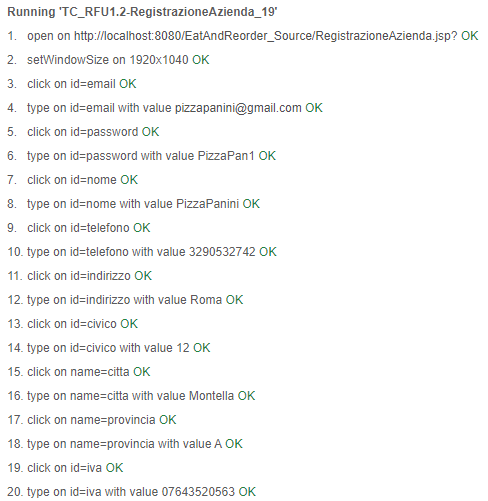 Running 'TC_RFU1.2-RegistrazioneAzienda_19'
1. open on http://localhost:8080/EatAndReorder_Source/RegistrazioneAzienda.jsp? OK
2. setWindowSize on 1920x1040 OK
3. click on id=email OK
4. type on id=email with value pizzapanini@gmail.com OK
5. click on id=password OK
6. type on id=password with value PizzaPan1 OK
7. click on id=nome OK
8. type on id=nome with value PizzaPanini OK
9. click on id=telefono OK
10. type on id=telefono with value 3290532742 OK
11. click on id=indirizzo OK
12. type on id=indirizzo with value Roma OK
13. click on id=civico OK
14. type on id=civico with value 12 OK
15. click on name=citta OK
16. type on name=citta with value Montella OK
17. click on name=provincia OK
18. type on name=provincia with value A OK
19. click on id=iva OK
20. type on id=iva with value 07643520563 OK